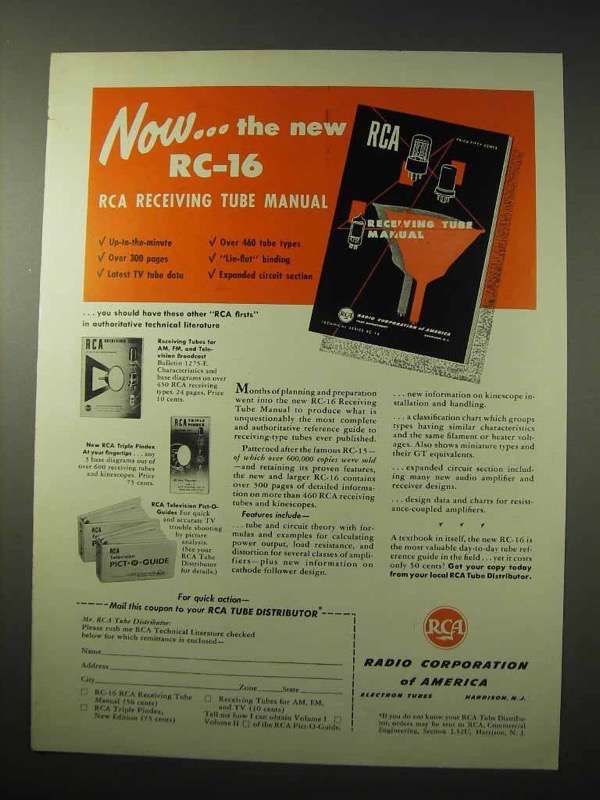 Now... the new
RC-16
RCA RECEIVING TUBE MANUAL
✓ Up-to-the-minute
✓ Over 300 pages
✓ Latest TV tube data
✓ Over 460 tube types
✓ "Lie-flat" binding
✓ Expanded circuit section
RCA
PRICE FIFTY CENTS
RECEIVING TUBE
MANUAL
RCA
RADIO CORPORATION of AMERICA
TUBE DEPARTMENT
HARRISON, N.J.
TECHNICAL SERIES RC-16
...you should have these other "RCA firsts"
in authoritative technical literature
RCA RECEIVING
Receiving Tubes for
AM, FM, and Tele-
vision Broadcast
Bulletin 1275-E.
Characteristics and
base diagrams on over
450 RCA receiving
types. 24 pages. Price
10 cents.
New RCA Triple Pindex
At your fingertips . . . any
3 base diagrams out of
over 600 receiving tubes
and kinescopes. Price
75 cents.
RCA TRIPLE
PINDEX
RCA Television Pict-O-
Guides For quick
and accurate TV
trouble shooting
by picture
analysis.
(See your
RCA Tube
Distributor
for details.)
RCA
Television
PICT-O-GUIDE
Months of planning and preparation
went into the new RC-16 Receiving
Tube Manual to produce what is
unquestionably the most complete
and authoritative reference guide to
receiving-type tubes ever published.
Patterned after the famous RC-15—
of which over 600,000 copies were sold
—and retaining its proven features,
the new and larger RC-16 contains
over 300 pages of detailed informa-
tion on more than 460 RCA receiving
tubes and kinescopes.
Features include—
. . . tube and circuit theory with for-
mulas and examples for calculating
power output, load resistance, and
distortion for several classes of ampli-
fiers—plus new information on
cathode follower design.
. . . new information on kinescope in-
stallation and handling.
. . . a classification chart which groups
types having similar characteristics
and the same filament or heater volt-
ages. Also shows miniature types and
their GT equivalents.
. . . expanded circuit section includ-
ing many new audio amplifier and
receiver designs.
. . . design data and charts for resist-
ance-coupled amplifiers.
A textbook in itself, the new RC-16 is
the most valuable day-to-day tube ref-
erence guide in the field . . . yet it costs
only 50 cents! Get your copy today
from your local RCA Tube Distributor.
For quick action—
Mail this coupon to your RCA TUBE DISTRIBUTOR*
Mr. RCA Tube Distributor:
Please rush me RCA Technical Literature checked
below for which remittance is enclosed—
Name
Address
City Zone State
□ RC-16 RCA Receiving Tube
Manual (50 cents)
□ RCA Triple Pindex,
New Edition (75 cents)
□ Receiving Tubes for AM, FM,
and TV (10 cents)
Tell me how I can obtain Volume I □
Volume II □ of the RCA Pict-O-Guide.
RCA
RADIO CORPORATION
of AMERICA
ELECTRON TUBES HARRISON, N.J.
*If you do not know your RCA Tube Distribu-
tor, orders may be sent to RCA, Commercial
Engineering, Section
Harrison, N. J.